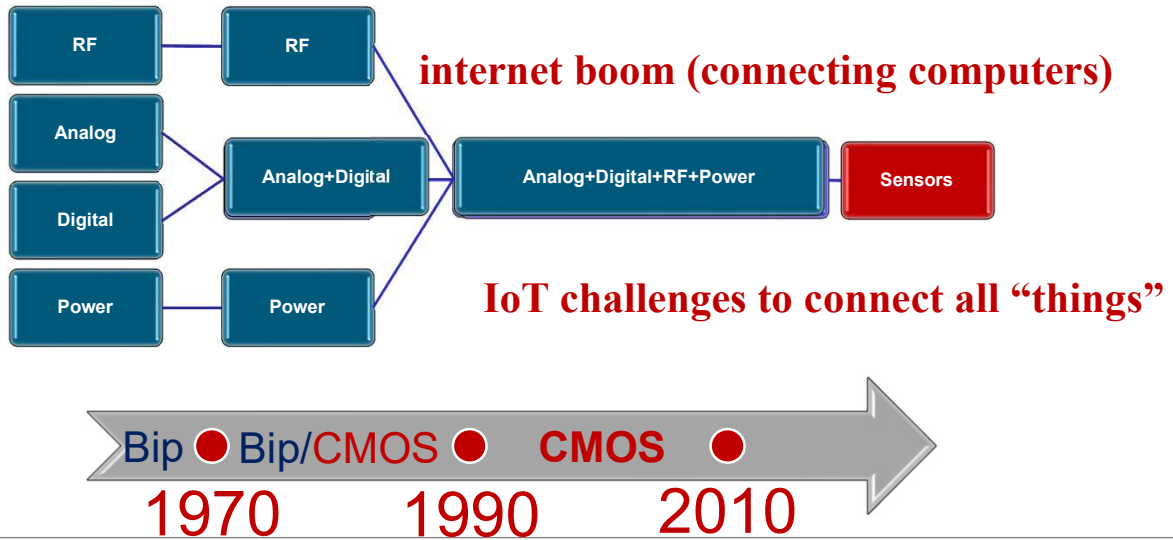 RF
RF
internet boom (connecting computers)
Analog
Analog+Digital
Analog+Digital+RF+Power
Sensors
Digital
Power
Power
IoT challenges to connect all “things”
Bip
Bip/CMOS
CMOS
1970
1990
2010